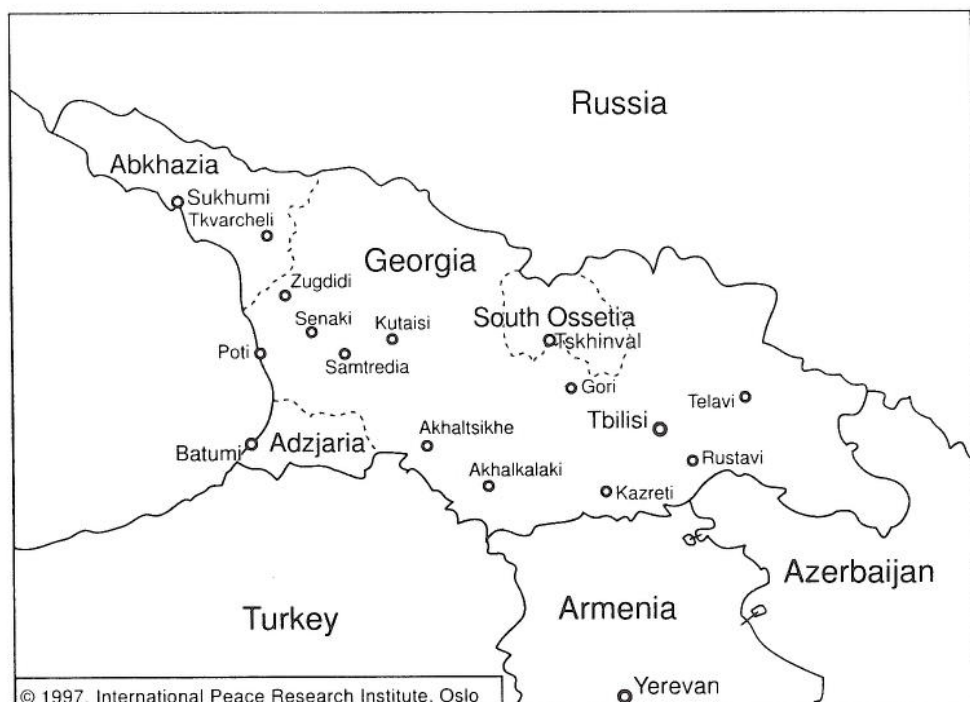 Russia
Abkhazia
Sukhumi
Tkvarcheli
Georgia
Zugdidi
South Ossetia
Senaki
Kutaisi
Tskhinval
Poti
Samtredia
Gori
Telavi
Tbilisi
Akhaltsikhe
Batumi
Adzjaria
Rustavi
Akhalkalaki
Kazreti
Azerbaijan
Turkey
Armenia
Yerevan
© 1997, International Peace Research Institute, Oslo